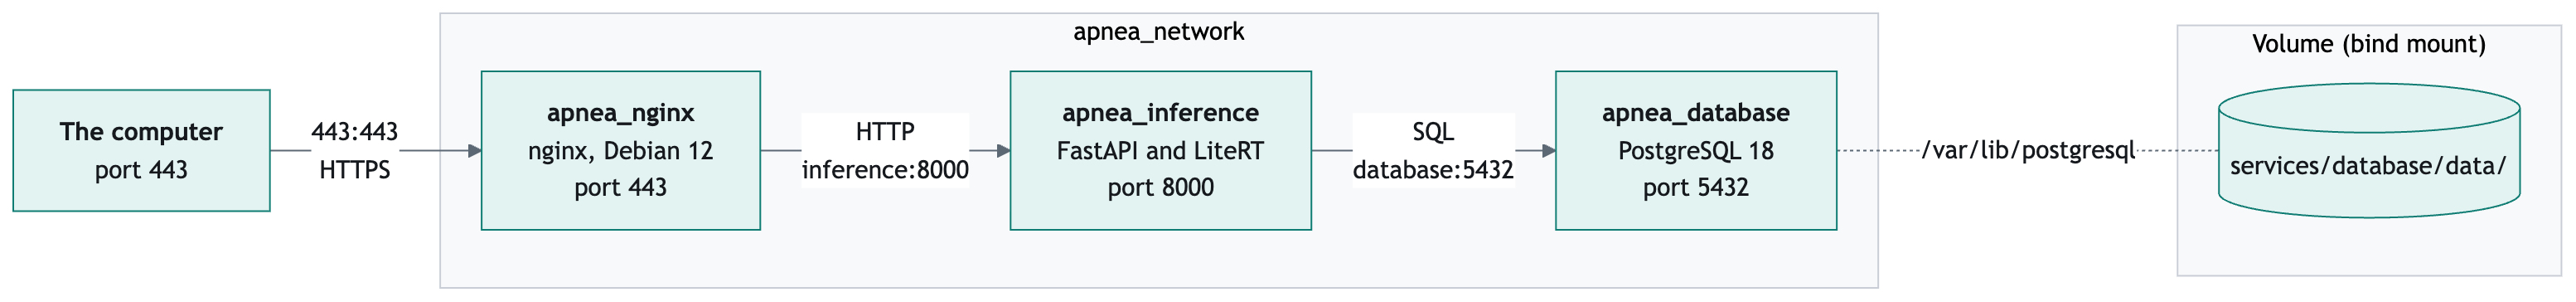 apnea_network
Volume (bind mount)
The computer
port 443
443:443
HTTPS
apnea_nginx
nginx, Debian 12
port 443
HTTP
inference:8000
apnea_inference
FastAPI and LiteRT
port 8000
SQL
database:5432
apnea_database
PostgreSQL 18
port 5432
/var/lib/postgresql
services/database/data/